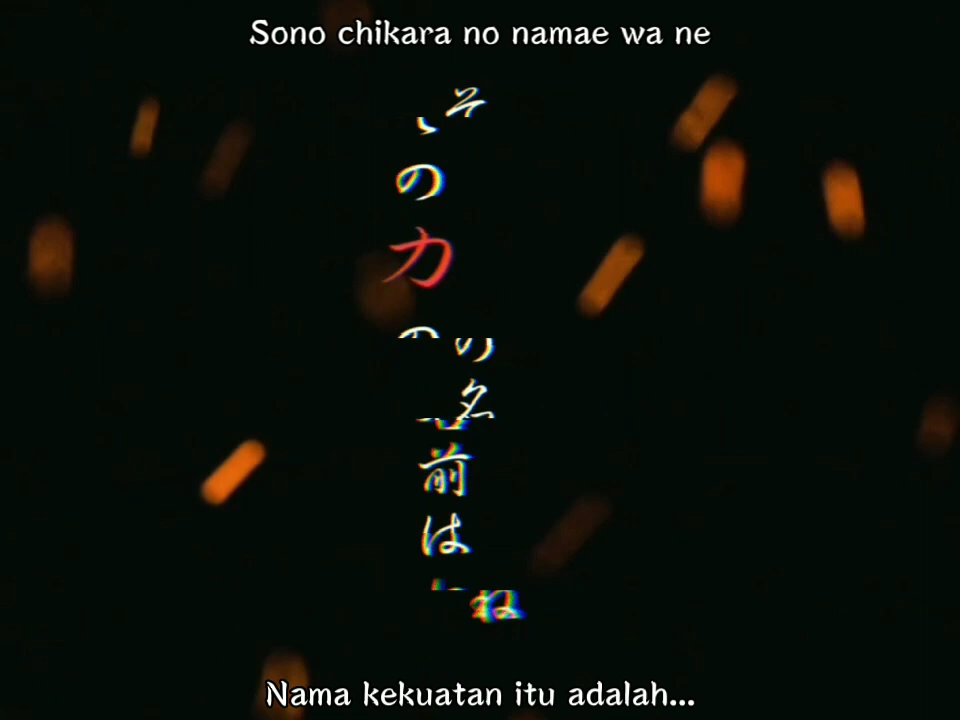 Sono chikara no namae wa ne
その力の名前はね
Nama kekuatan itu adalah...